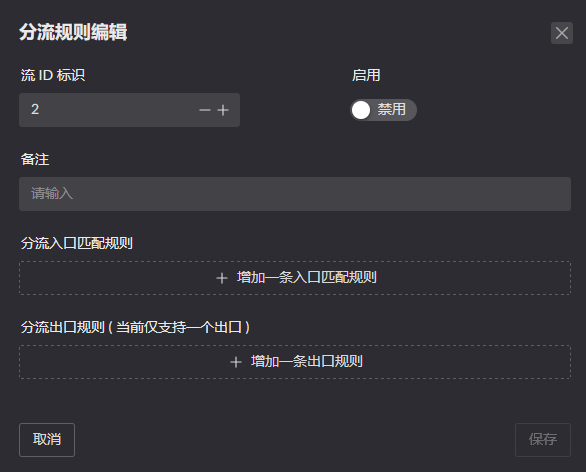 分流规则编辑
流 ID 标识
启用
2
禁用
备注
请输入
分流入口匹配规则
增加一条入口匹配规则
分流出口规则 ( 当前仅支持一个出口 )
增加一条出口规则
取消
保存